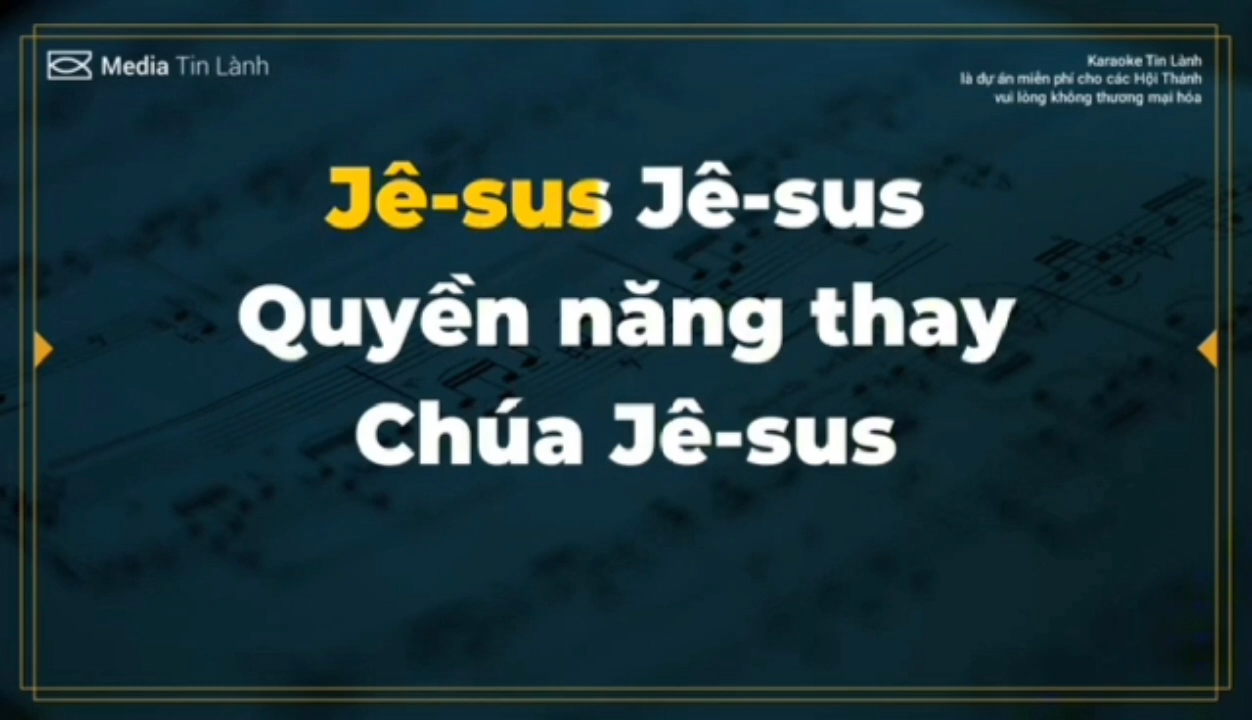 Media Tin Lành
Karaoke Tin Lành
là dự án miễn phí cho các Hội Thánh
vui lòng không thương mại hóa
Jê-sus Jê-sus
Quyền năng thay
Chúa Jê-sus